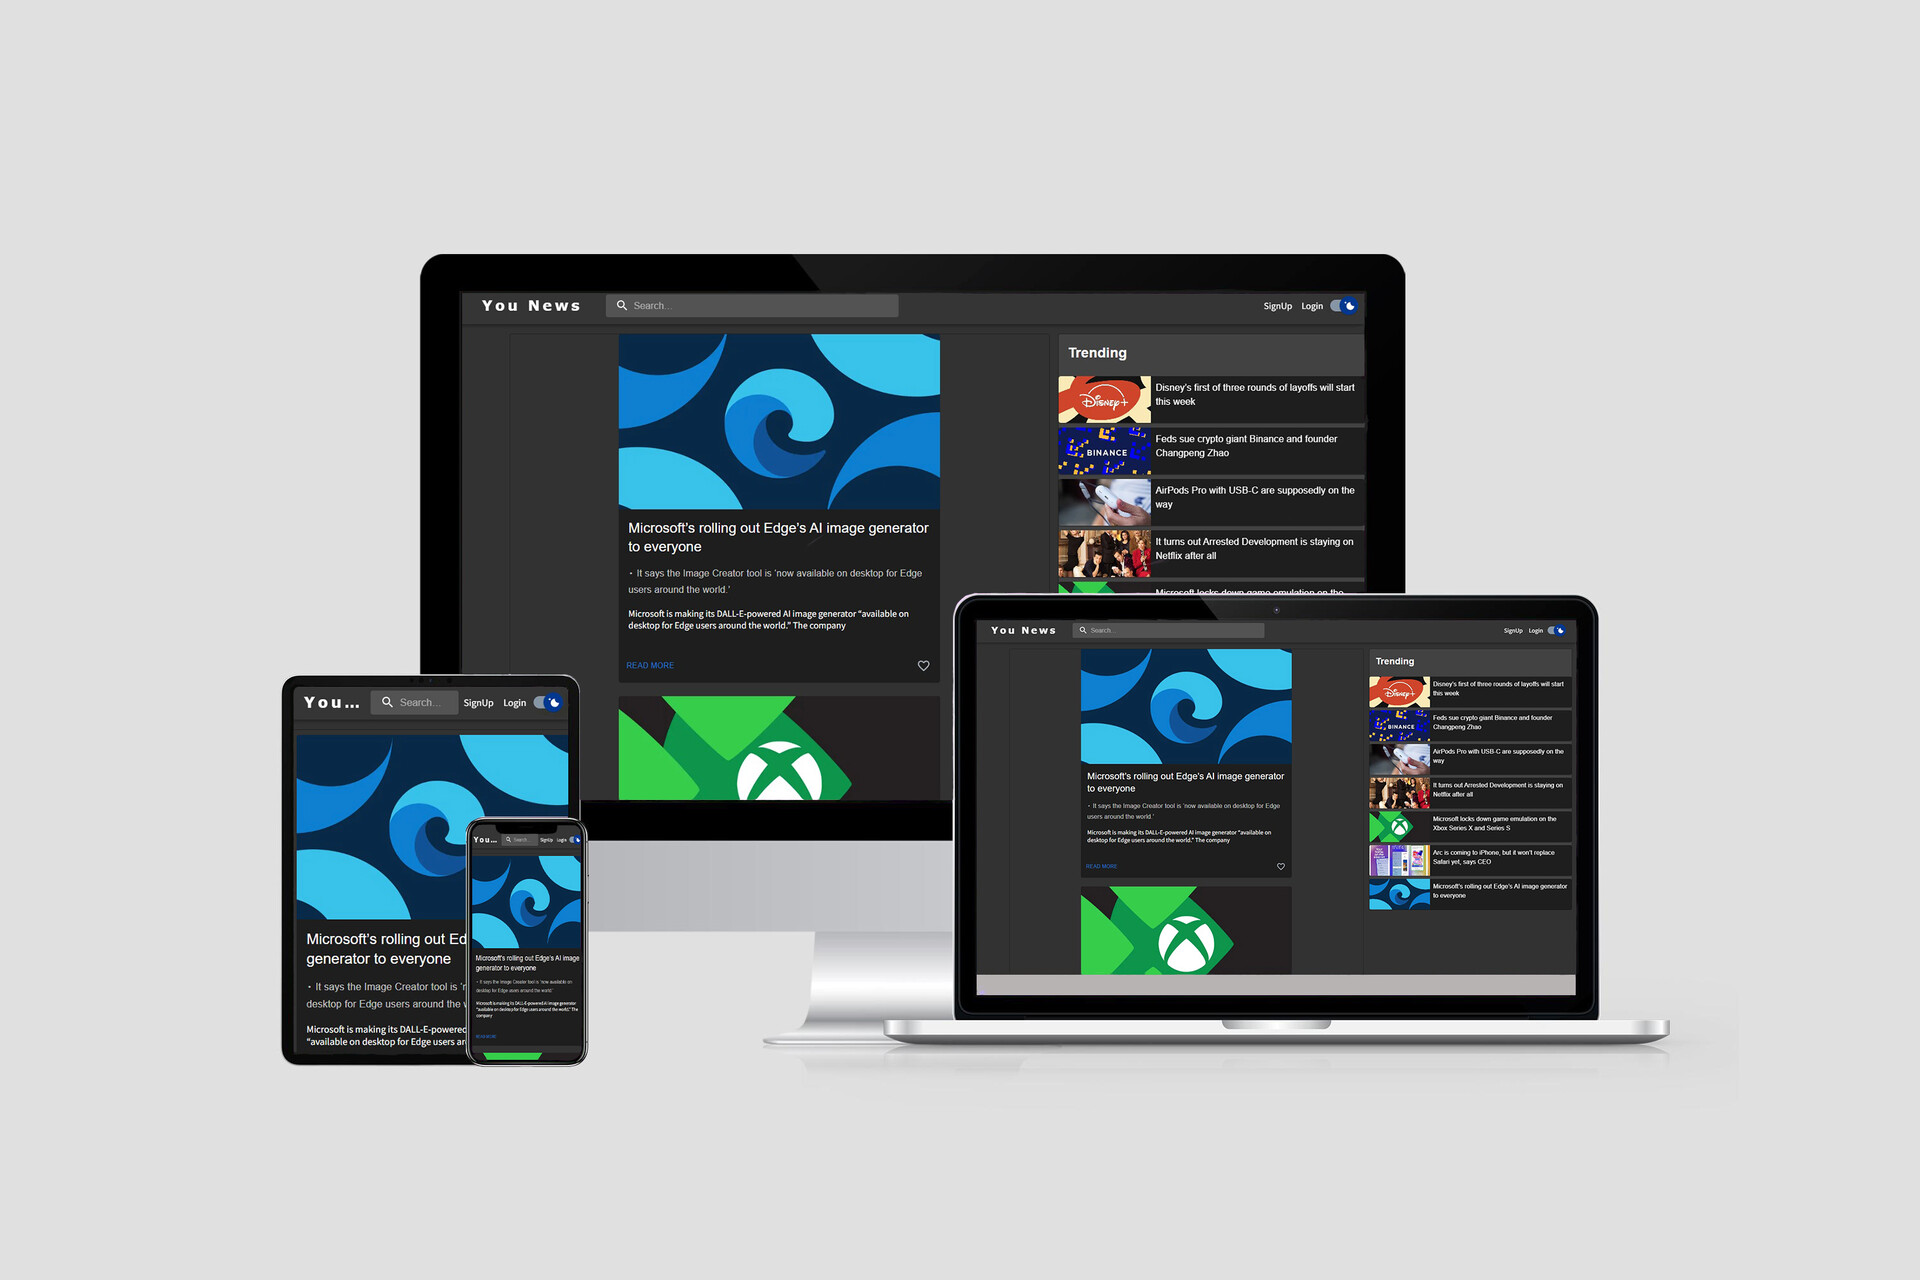 You News
Search...
SignUp Login
Trending
Disney+
Disney's first of three rounds of layoffs will start
this week
BINANCE
Feds sue crypto giant Binance and founder
Changpeng Zhao
AirPods Pro with USB-C are supposedly on the
way
It turns out Arrested Development is staying on
Netflix after all
Microsoft locks down game emulation on the
Microsoft's rolling out Edge's AI image generator
to everyone
- It says the Image Creator tool is 'now available on desktop for Edge
users around the world.'
Microsoft is making its DALL-E-powered AI image generator “available on
desktop for Edge users around the world.” The company
READ MORE
You...
Search...
SignUp Login
Microsoft's rolling out Ed
generator to everyone
- It says the Image Creator tool is
desktop for Edge users around the
Microsoft is making its DALL-E-powered
“available on desktop for Edge users
You...
Search...
SignUp Login
Microsoft's rolling out Edge's AI image
generator to everyone
- It says the Image Creator tool is 'now available on
desktop for Edge users around the world.'
Microsoft is making its DALL-E-powered AI image generator
“available on desktop for Edge users around the world.” The
company
READ MORE
You News
Search...
SignUp Login
Microsoft's rolling out Edge's AI image generator
to everyone
- It says the Image Creator tool is 'now available on desktop for Edge
users around the world.'
Microsoft is making its DALL-E-powered AI image generator “available on
desktop for Edge users around the world.” The company
READ MORE
Trending
Disney+
Disney's first of three rounds of layoffs will start
this week
BINANCE
Feds sue crypto giant Binance and founder
Changpeng Zhao
AirPods Pro with USB-C are supposedly on the
way
It turns out Arrested Development is staying on
Netflix after all
Microsoft locks down game emulation on the
Xbox Series X and Series S
Arc is coming to iPhone, but it won't replace
Safari yet, says CEO
Microsoft's rolling out Edge's AI image generator
to everyone